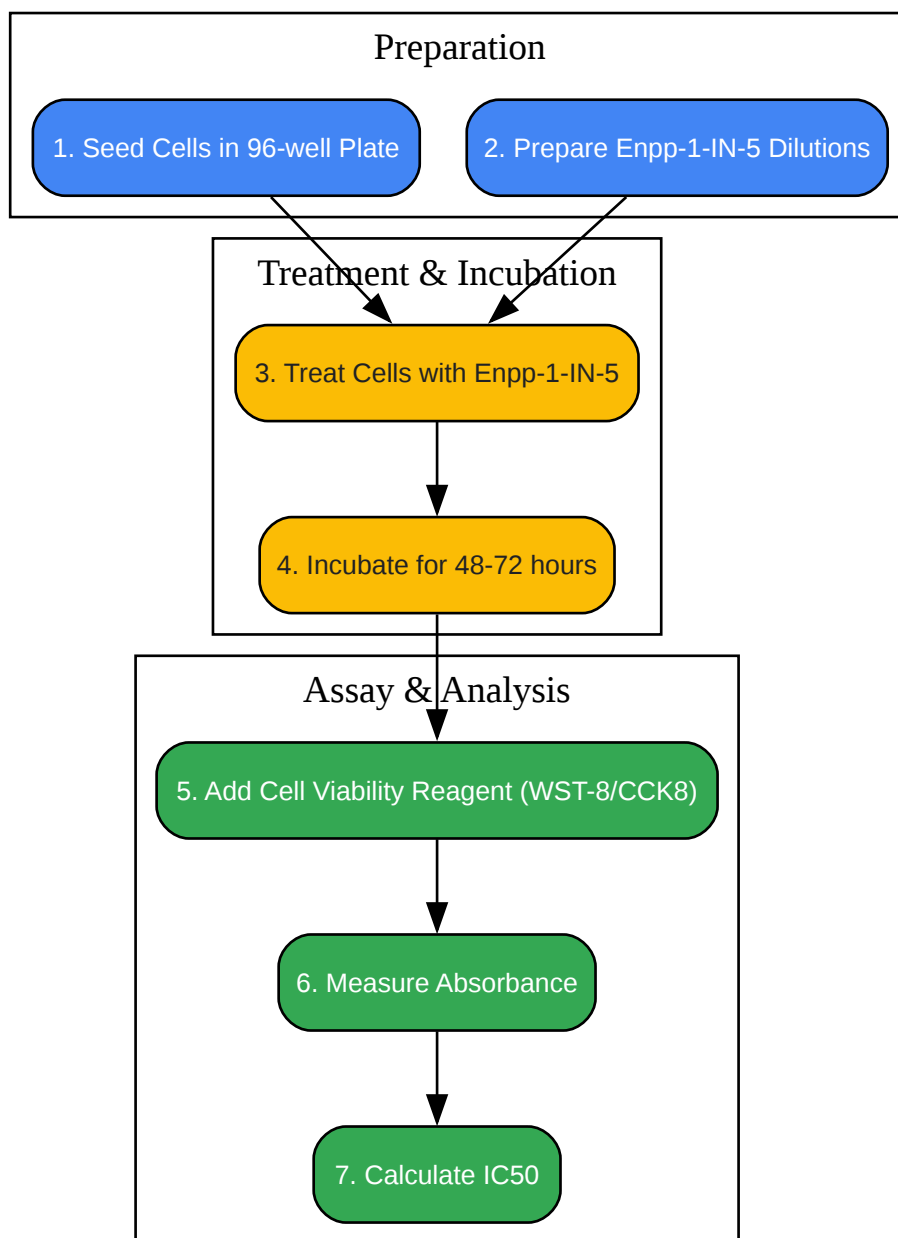 Preparation
1. Seed Cells in 96-well Plate
2. Prepare Enpp-1-IN-5 Dilutions
Treatment & Incubation
3. Treat Cells with Enpp-1-IN-5
4. Incubate for 48-72 hours
Assay & Analysis
5. Add Cell Viability Reagent (WST-8/CCK8)
6. Measure Absorbance
7. Calculate IC50